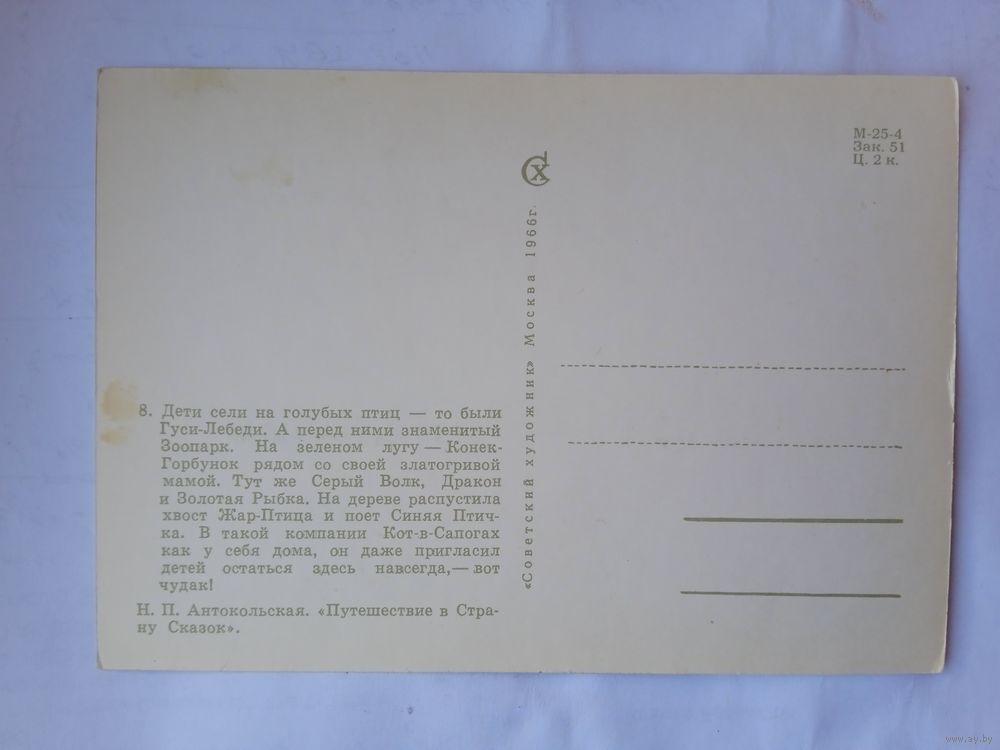 8. Дети сели на голубых птиц — то были
Гуси-Лебеди. А перед ними знаменитый
Зоопарк. На зеленом лугу — Конек-
Горбунок рядом со своей златогривой
мамой. Тут же Серый Волк, Дракон
и Золотая Рыбка. На дереве распустила
хвост Жар-Птица и поет Синяя Птич-
ка. В такой компании Кот-в-Сапогах
как у себя дома, он даже пригласил
детей остаться здесь навсегда,— вот
чудак!
Н. П. Антокольская. «Путешествие в Стра-
ну Сказок».
СХ
«Советский художник» Москва 1966г.
М-25-4
Зак. 51
Ц. 2 к.
www.ay.by